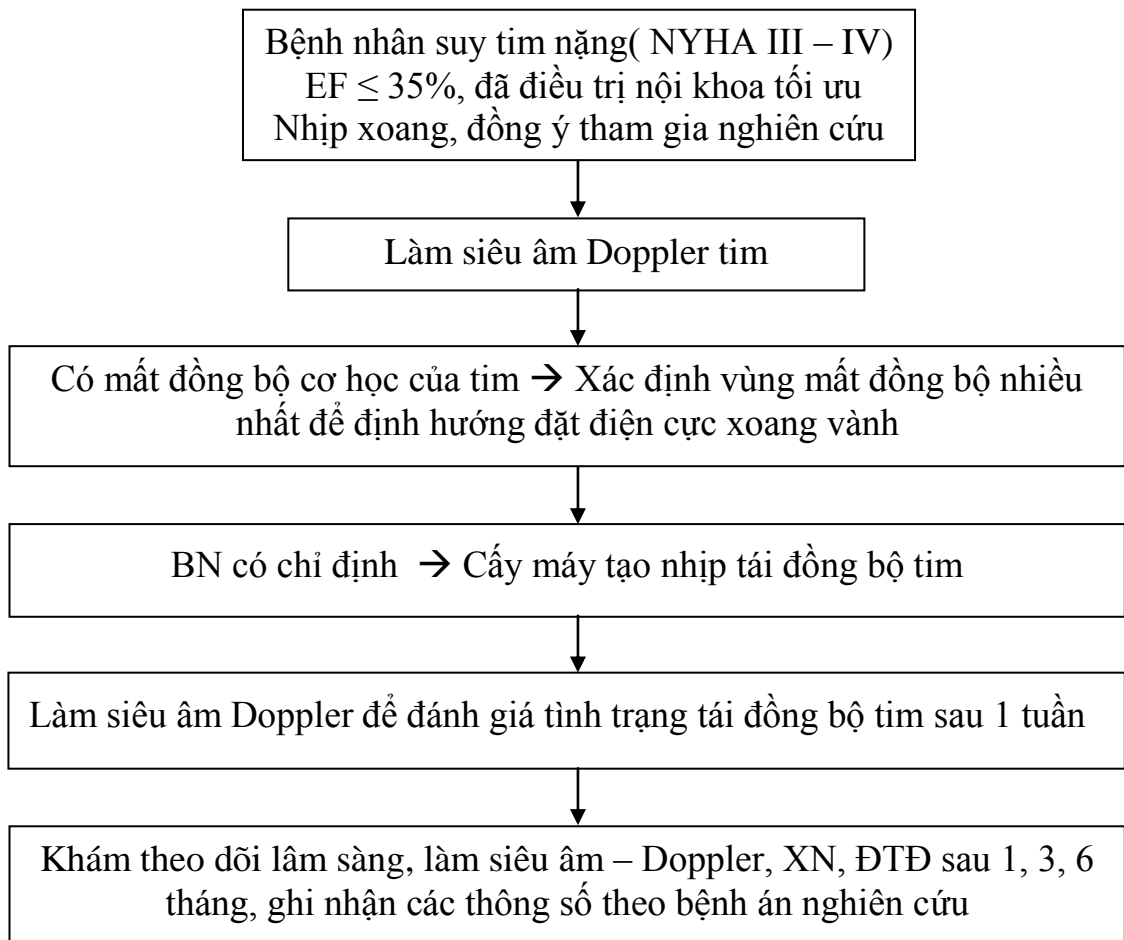 Bệnh nhân suy tim nặng( NYHA III – IV)
EF ≤ 35%, đã điều trị nội khoa tối ưu
Nhịp xoang, đồng ý tham gia nghiên cứu
Làm siêu âm Doppler tim
Có mất đồng bộ cơ học của tim → Xác định vùng mất đồng bộ nhiều
nhất để định hướng đặt điện cực xoang vành
BN có chỉ định → Cấy máy tạo nhịp tái đồng bộ tim
Làm siêu âm Doppler để đánh giá tình trạng tái đồng bộ tim sau 1 tuần
Khám theo dõi lâm sàng, làm siêu âm – Doppler, XN, ĐTĐ sau 1, 3, 6
tháng, ghi nhận các thông số theo bệnh án nghiên cứu